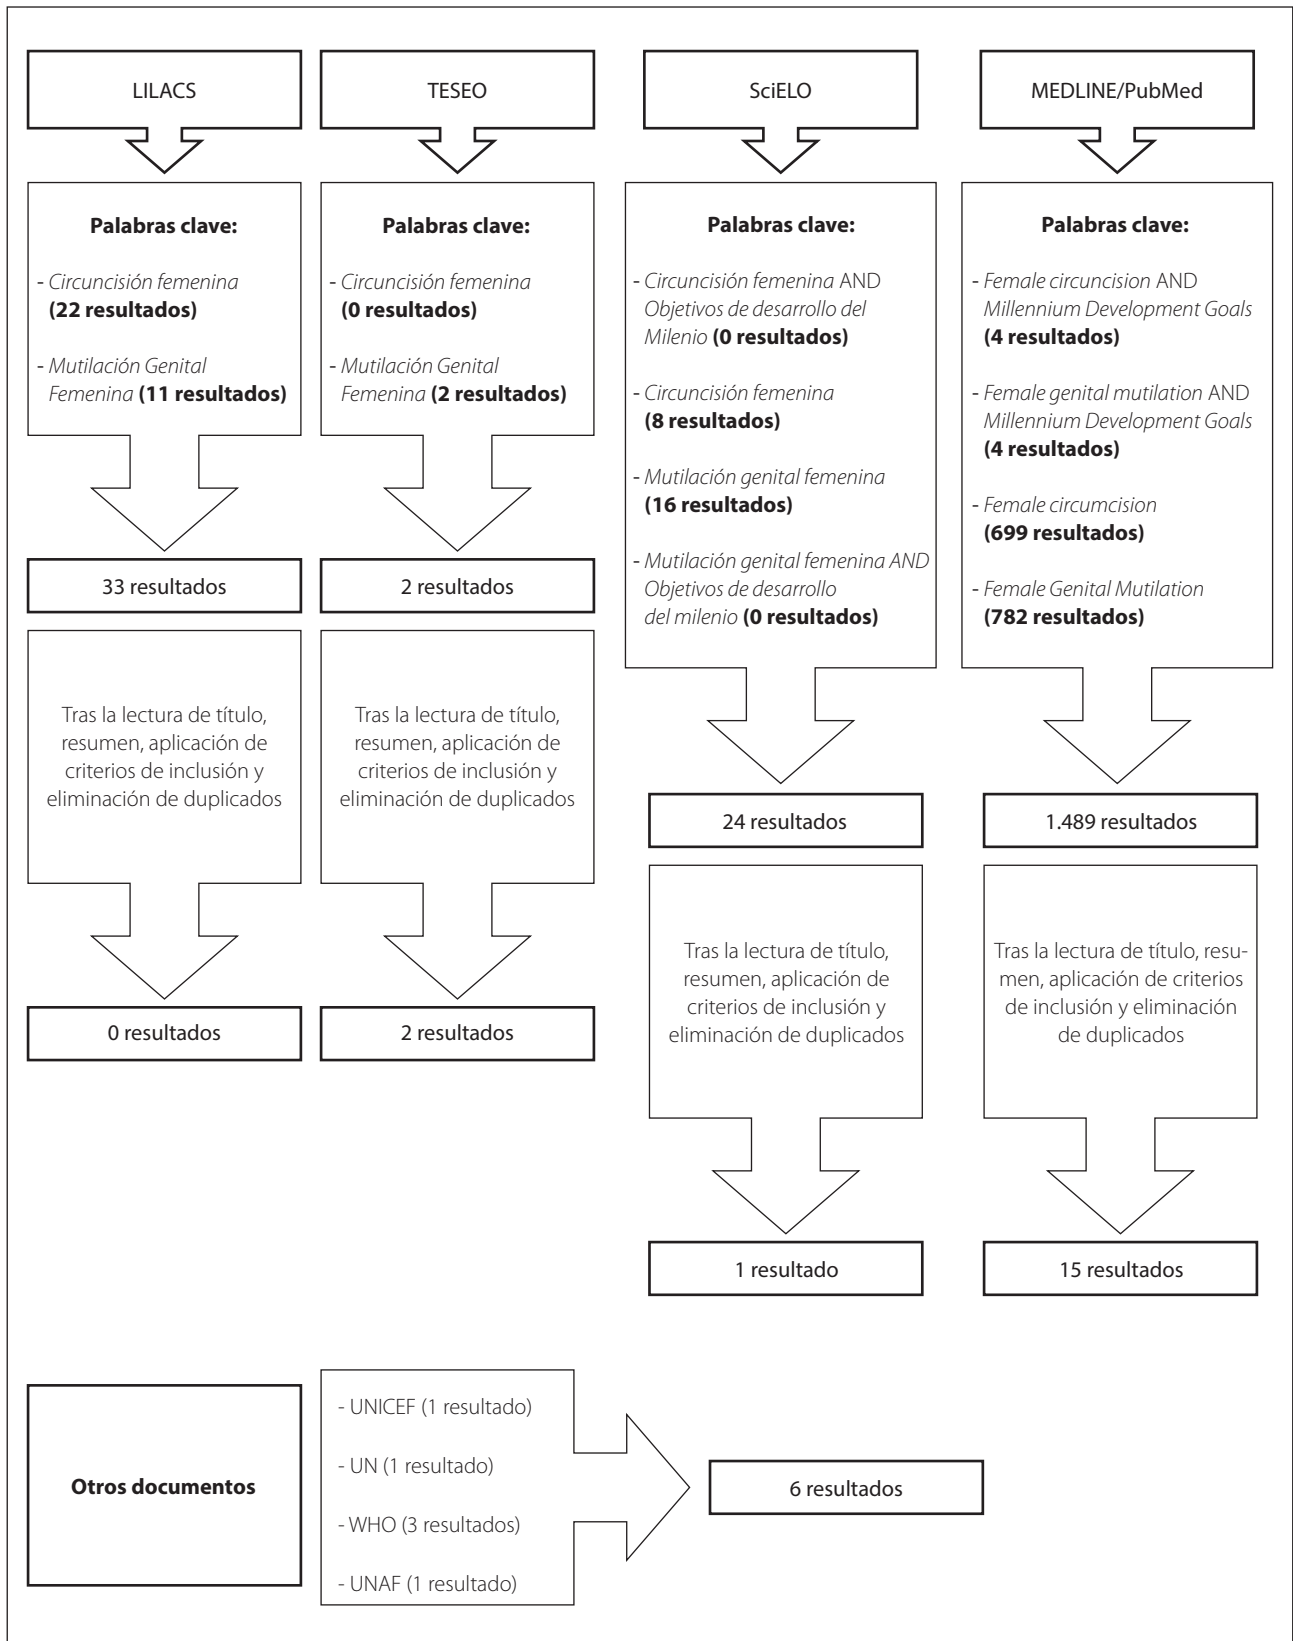 LILACS
Palabras clave:
- Circuncisión femenina
(22 resultados)
- Mutilación Genital
Femenina (11 resultados)
33 resultados
Tras la lectura de título,
resumen, aplicación de
criterios de inclusión y
eliminación de duplicados
0 resultados
TESEO
Palabras clave:
- Circuncisión femenina
(0 resultados)
- Mutilación Genital
Femenina (2 resultados)
2 resultados
Tras la lectura de título,
resumen, aplicación de
criterios de inclusión y
eliminación de duplicados
2 resultados
SciELO
Palabras clave:
- Circuncisión femenina AND
Objetivos de desarrollo del
Milenio (0 resultados)
- Circuncisión femenina
(8 resultados)
- Mutilación genital femenina
(16 resultados)
- Mutilación genital femenina AND
Objetivos de desarrollo
del milenio (0 resultados)
24 resultados
Tras la lectura de título,
resumen, aplicación de
criterios de inclusión y
eliminación de duplicados
1 resultado
MEDLINE/PubMed
Palabras clave:
- Female circuncision AND
Millennium Development Goals
(4 resultados)
- Female genital mutilation AND
Millennium Development Goals
(4 resultados)
- Female circumcision
(699 resultados)
- Female Genital Mutilation
(782 resultados)
1.489 resultados
Tras la lectura de título, resu-
men, aplicación de criterios
de inclusión y eliminación
de duplicados
15 resultados
Otros documentos
- UNICEF (1 resultado)
- UN (1 resultado)
- WHO (3 resultados)
- UNAF (1 resultado)
6 resultados